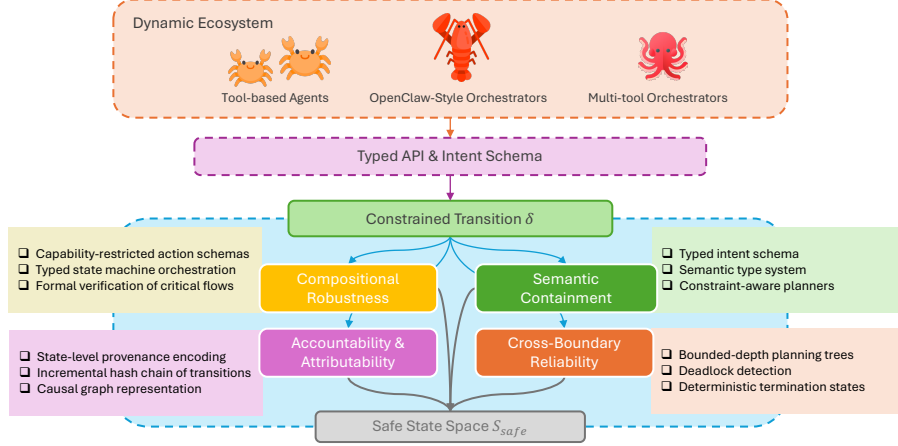 Dynamic Ecosystem
Tool-based Agents
OpenClaw-Style Orchestrators
Multi-tool Orchestrators
Typed API & Intent Schema
Constrained Transition δ
Capability-restricted action schemas
Typed state machine orchestration
Formal verification of critical flows
Compositional
Robustness
Semantic
Containment
Typed intent schema
Semantic type system
Constraint-aware planners
State-level provenance encoding
Incremental hash chain of transitions
Causal graph representation
Accountability &
Attributability
Cross-Boundary
Reliability
Bounded-depth planning trees
Deadlock detection
Deterministic termination states
Safe State Space S_safe